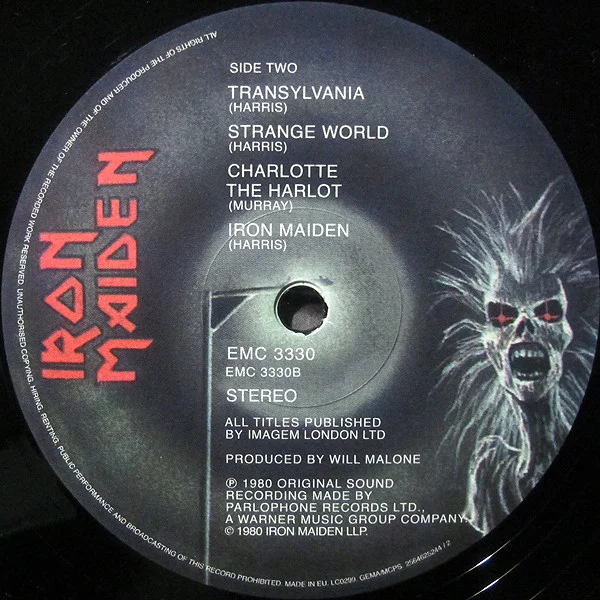 SIDE TWO
TRANSYLVANIA
(HARRIS)
STRANGE WORLD
(HARRIS)
CHARLOTTE
THE HARLOT
(MURRAY)
IRON MAIDEN
(HARRIS)
IRON
MAIDEN
EMC 3330
EMC 3330B
STEREO
ALL TITLES PUBLISHED
BY IMAGEM LONDON LTD
PRODUCED BY WILL MALONE
℗ 1980 ORIGINAL SOUND
RECORDING MADE BY
PARLOPHONE RECORDS LTD.,
A WARNER MUSIC GROUP COMPANY.
© 1980 IRON MAIDEN LLP.
ALL RIGHTS OF THE PRODUCER AND OF THE OWNER OF THE RECORDED WORK RESERVED. UNAUTHORISED COPYING, HIRING, RENTING, PUBLIC PERFORMANCE AND BROADCASTING OF THIS RECORD PROHIBITED. MADE IN EU. LC0299. GEMA/MCPS 2564625244 / 2